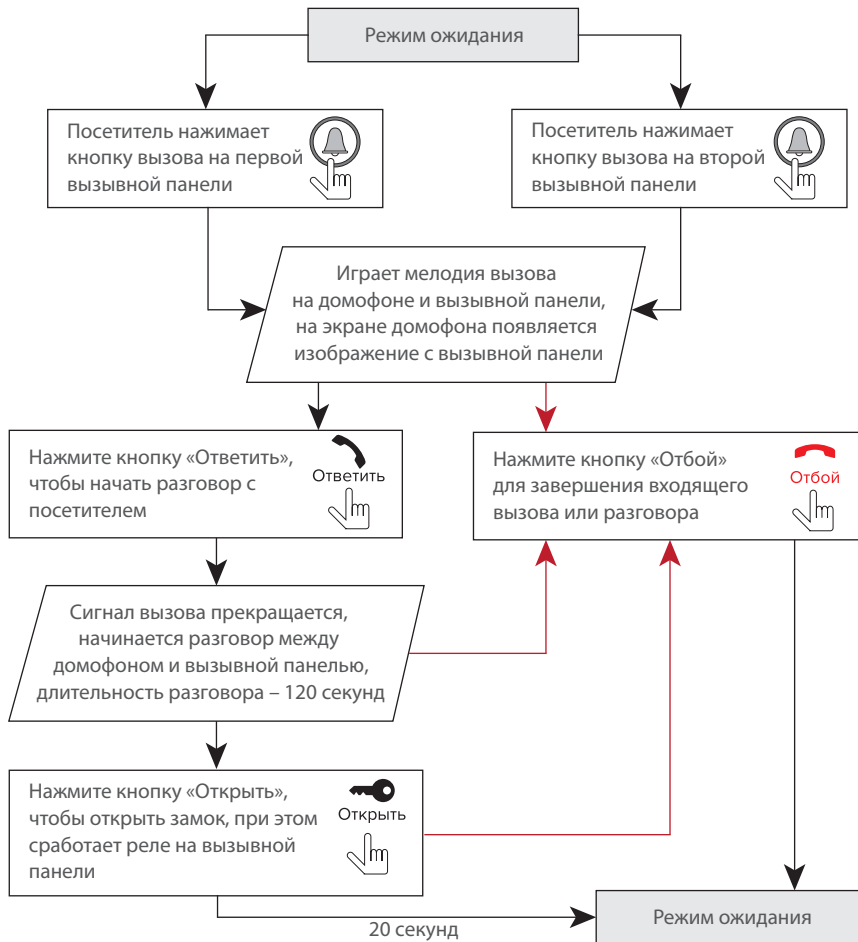 Режим ожидания
Посетитель нажимает
кнопку вызова на первой
вызывной панели
Посетитель нажимает
кнопку вызова на второй
вызывной панели
Играет мелодия вызова
на домофоне и вызывной панели,
на экране домофона появляется
изображение с вызывной панели
Нажмите кнопку «Ответить»,
чтобы начать разговор с
посетителем
Ответить
Нажмите кнопку «Отбой»
для завершения входящего
вызова или разговора
Отбой
Сигнал вызова прекращается,
начинается разговор между
домофоном и вызывной панелью,
длительность разговора – 120 секунд
Нажмите кнопку «Открыть»,
чтобы открыть замок, при этом
сработает реле на вызывной
панели
Открыть
20 секунд
Режим ожидания